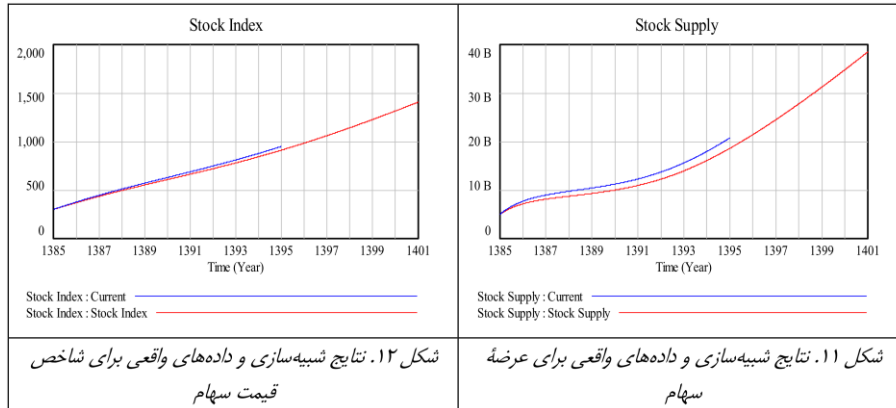 Stock Index
2,000
1,500
1,000
500
0
1385 1387 1389 1391 1393 1395 1397 1399 1401
Time (Year)
Stock Index : Current
Stock Index : Stock Index
شکل ۱۲. نتایج شبیه‌سازی و داده‌های واقعی برای شاخص
قیمت سهام
Stock Supply
40 B
30 B
20 B
10 B
0
1385 1387 1389 1391 1393 1395 1397 1399 1401
Time (Year)
Stock Supply : Current
Stock Supply : Stock Supply
شکل ۱۱. نتایج شبیه‌سازی و داده‌های واقعی برای عرضهٔ
سهام